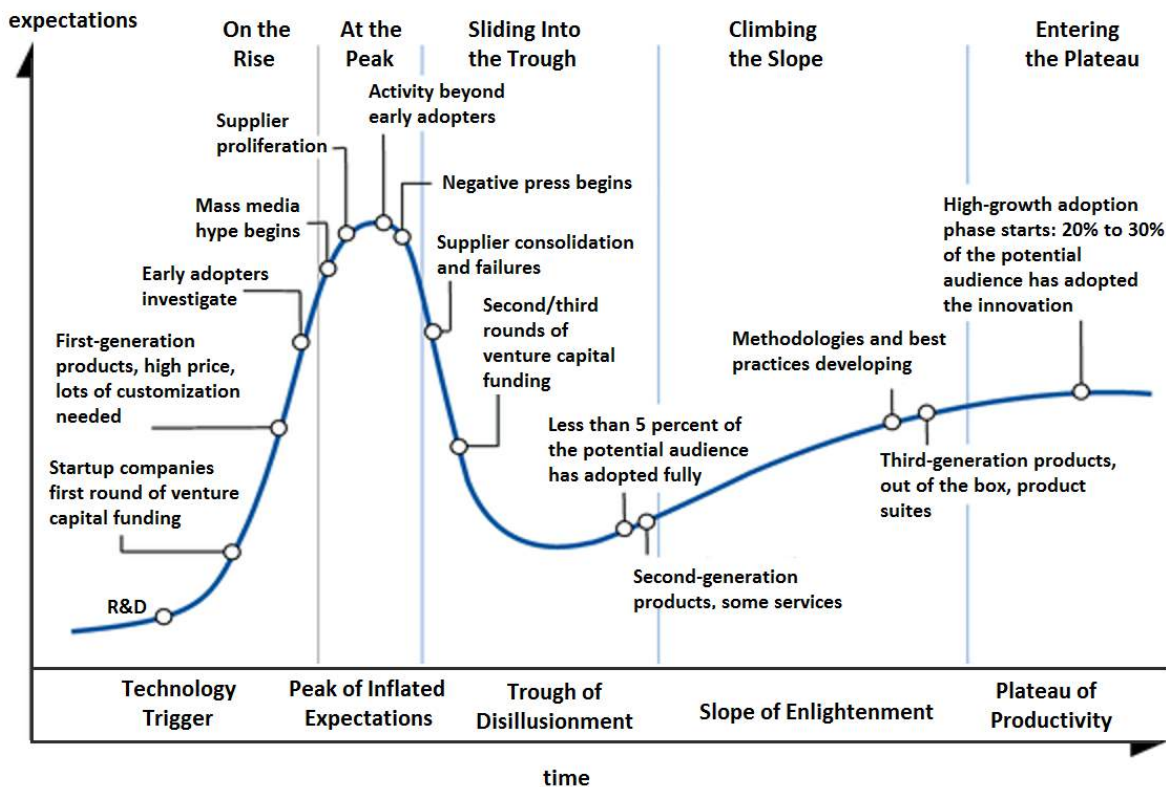 expectations
On the
Rise
At the
Peak
Sliding Into
the Trough
Climbing
the Slope
Entering
the Plateau
Activity beyond
early adopters
Supplier
proliferation
Negative press begins
Mass media
hype begins
Supplier consolidation
and failures
Early adopters
investigate
Second/third
rounds of
venture capital
funding
First-generation
products, high price,
lots of customization
needed
Startup companies
first round of venture
capital funding
R&D
Less than 5 percent of
the potential audience
has adopted fully
Second-generation
products, some services
Methodologies and best
practices developing
Third-generation products,
out of the box, product
suites
High-growth adoption
phase starts: 20% to 30%
of the potential
audience has adopted
the innovation
Technology
Trigger
Peak of Inflated
Expectations
Trough of
Disillusionment
Slope of Enlightenment
Plateau of
Productivity
time